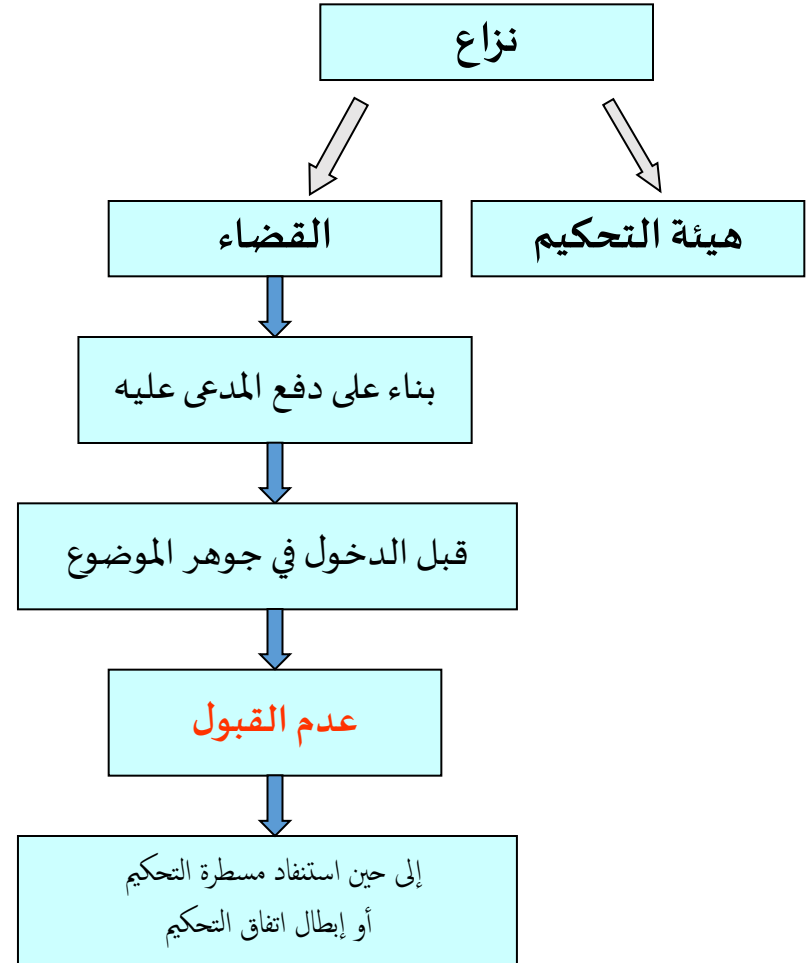 نزاع
هيئة التحكيم
القضاء
بناء على دفع المدعى عليه
قبل الدخول في جوهر الموضوع
عدم القبول
إلى حين استنفاد مسطرة التحكيم
أو إبطال اتفاق التحكيم